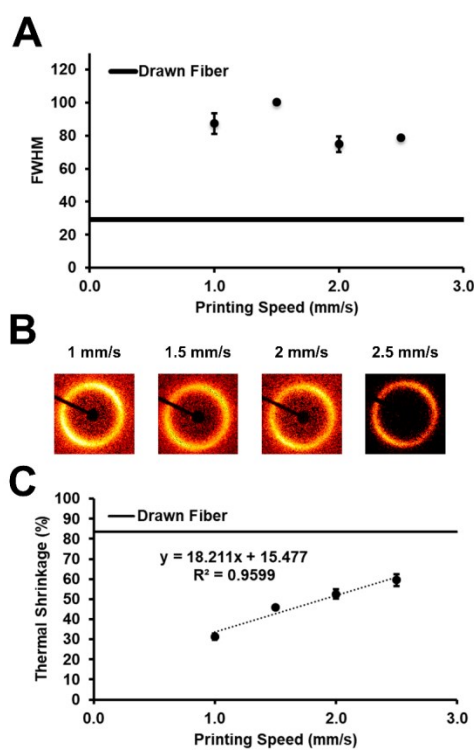 A
Drawn Fiber
FWHM
120
100
80
60
40
20
0
0.0 1.0 2.0 3.0
Printing Speed (mm/s)
B
1 mm/s 1.5 mm/s 2 mm/s 2.5 mm/s
C
Drawn Fiber
Thermal Shrinkage (%)
100
90
80
70
60
50
40
30
20
10
0
y = 18.211x + 15.477
R² = 0.9599
0.0 1.0 2.0 3.0
Printing Speed (mm/s)